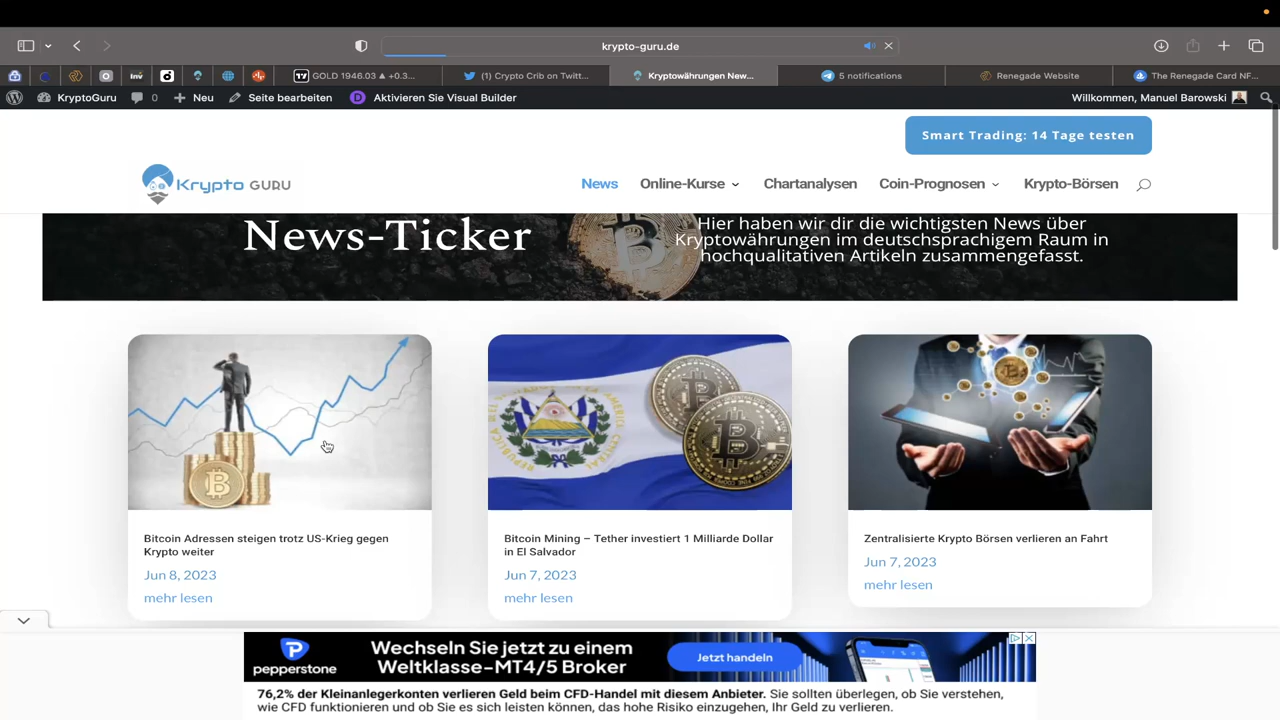 krypto-guru.de
inv
GOLD 1946.03 ▲ +0.3...
(1) Crypto Crib on Twitt...
Kryptowährungen New...
5 notifications
Renegade Website
The Renegade Card NF...
KryptoGuru
0
Neu
Seite bearbeiten
D
Aktivieren Sie Visual Builder
Willkommen, Manuel Barowski
Smart Trading: 14 Tage testen
Krypto GURU
News
Online-Kurse
Chartanalysen
Coin-Prognosen
Krypto-Börsen
News-Ticker
Hier haben wir dir die wichtigsten News über
Kryptowährungen im deutschsprachigem Raum in
hochqualitativen Artikeln zusammengefasst.
Bitcoin Adressen steigen trotz US-Krieg gegen
Krypto weiter
Jun 8, 2023
mehr lesen
Bitcoin Mining – Tether investiert 1 Milliarde Dollar
in El Salvador
Jun 7, 2023
mehr lesen
Zentralisierte Krypto Börsen verlieren an Fahrt
Jun 7, 2023
mehr lesen
pepperstone
Wechseln Sie jetzt zu einem
Weltklasse-MT4/5 Broker
Jetzt handeln
76,2% der Kleinanlegerkonten verlieren Geld beim CFD-Handel mit diesem Anbieter. Sie sollten überlegen, ob Sie verstehen,
wie CFD funktionieren und ob Sie es sich leisten können, das hohe Risiko einzugehen, Ihr Geld zu verlieren.